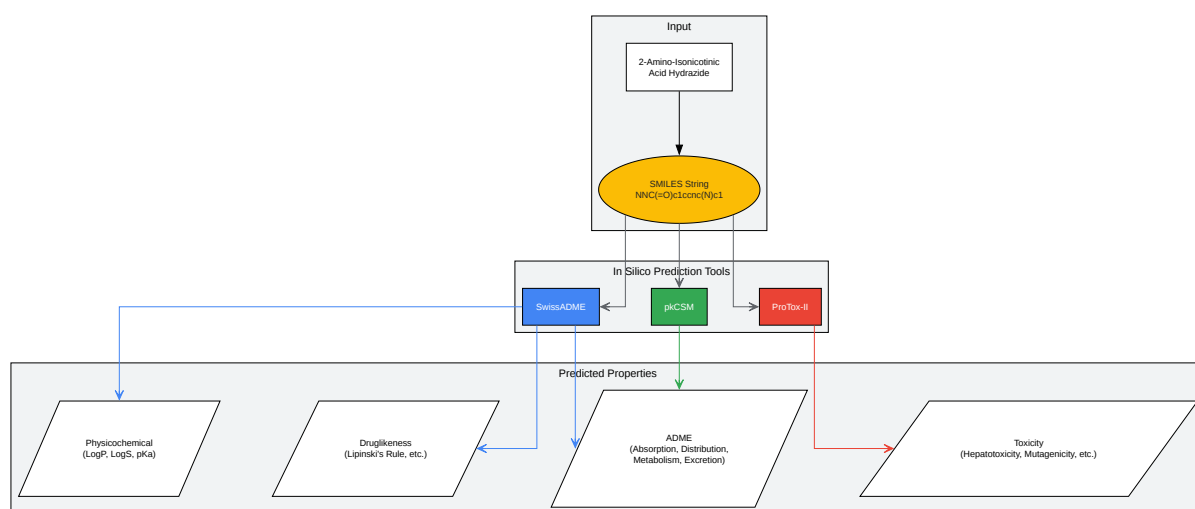 Input
2-Amino-Isonicotinic
Acid Hydrazide
SMILES String
NNC(=O)c1ccnc(N)c1
In Silico Prediction Tools
SwissADME
pkCSM
ProTox-II
Predicted Properties
Physicochemical
(LogP, LogS, pKa)
Druglikeness
(Lipinski's Rule, etc.)
ADME
(Absorption, Distribution,
Metabolism, Excretion)
Toxicity
(Hepatotoxicity, Mutagenicity, etc.)